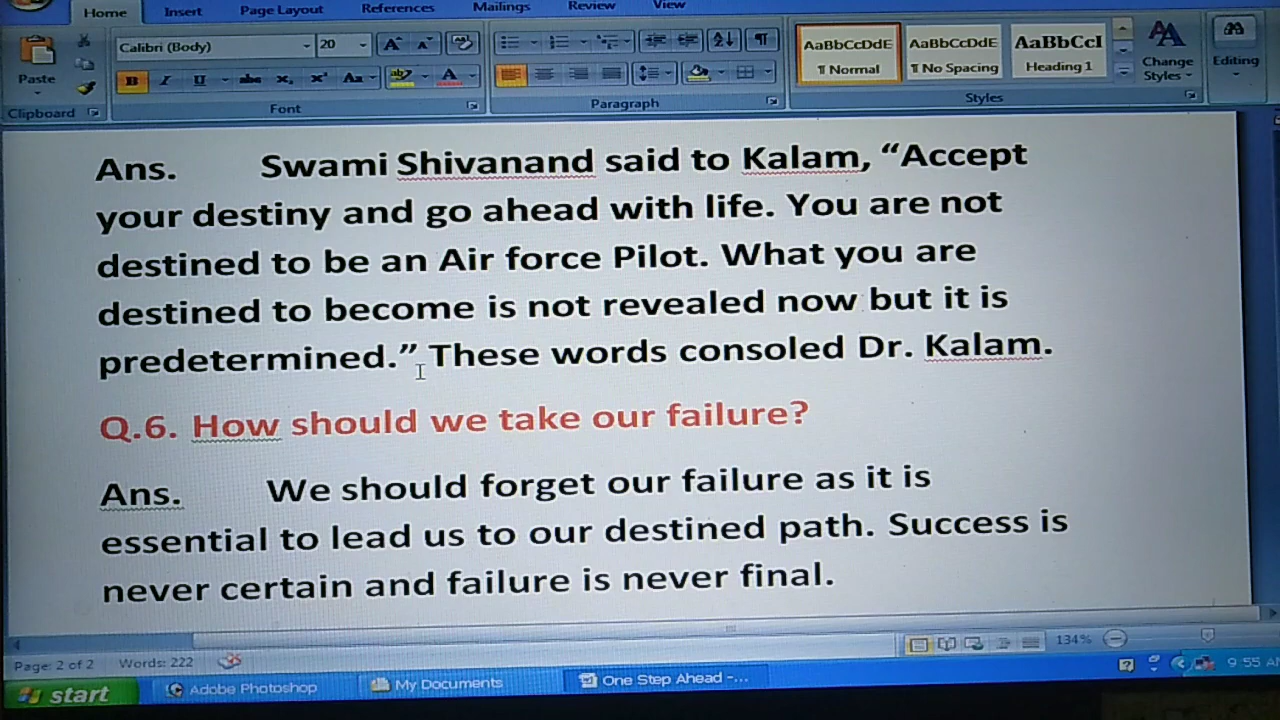 Home Insert Page Layout References Mailings Review View
Calibri (Body) 20
AaBbCcDdE AaBbCcDdE AaBbCcI
Paste B I U abc x₂ x² Aa ab A ¶ Normal ¶ No Spacing Heading 1 Change Styles Editing
Clipboard Font Paragraph Styles
Ans. Swami Shivanand said to Kalam, “Accept
your destiny and go ahead with life. You are not
destined to be an Air force Pilot. What you are
destined to become is not revealed now but it is
predetermined.” These words consoled Dr. Kalam.
Q.6. How should we take our failure?
Ans. We should forget our failure as it is
essential to lead us to our destined path. Success is
never certain and failure is never final.
Page: 2 of 2 Words: 222 134%
start Adobe Photoshop My Documents One Step Ahead -... 9:55 AM